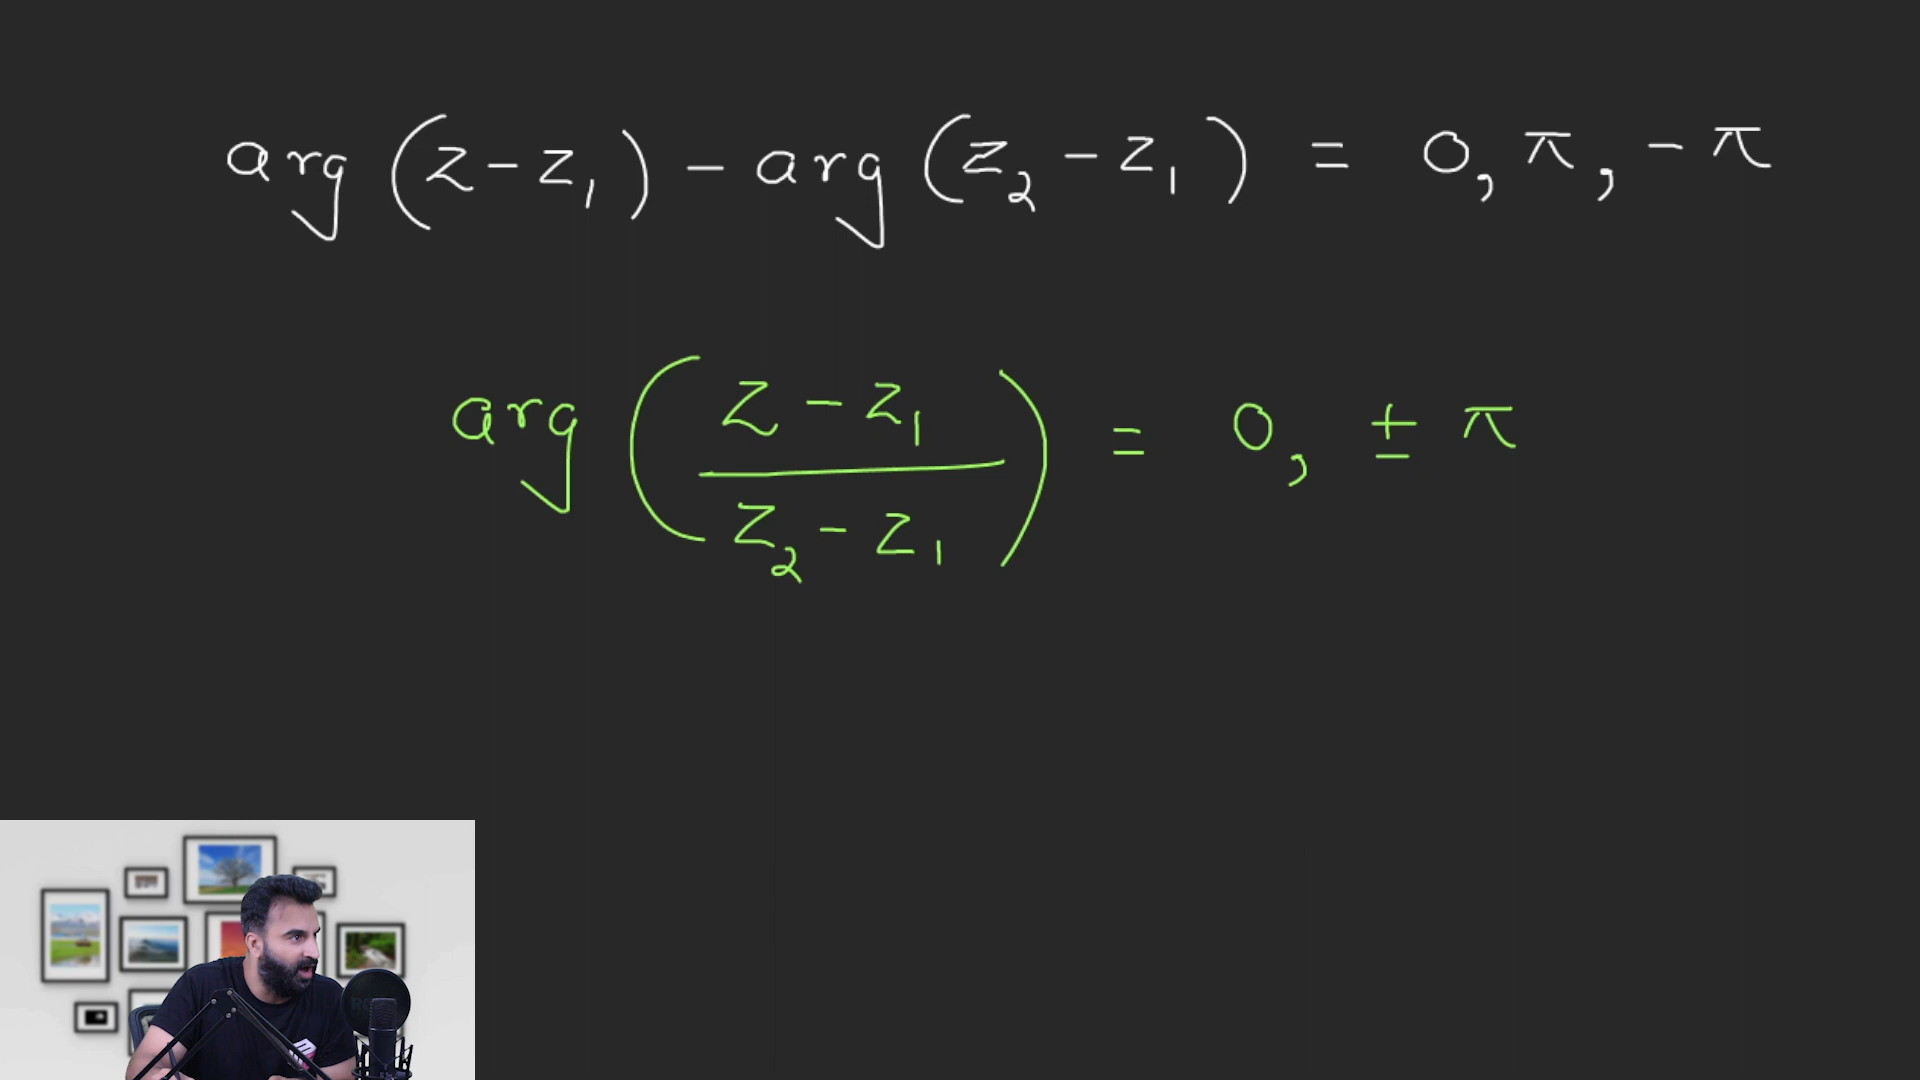 arg (z - z₁) - arg (z₂ - z₁) = 0, π, - π
arg ( (z - z₁) / (z₂ - z₁) ) = 0, ± π